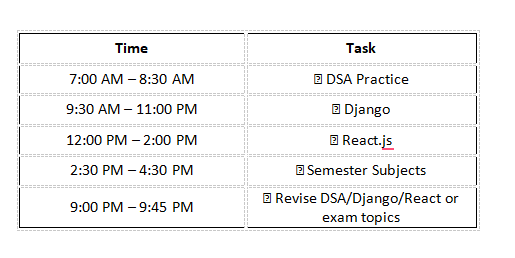 Time Task
7:00 AM – 8:30 AM ⍰ DSA Practice
9:30 AM – 11:00 PM ⍰ Django
12:00 PM – 2:00 PM ⍰ React.js
2:30 PM – 4:30 PM ⍰ Semester Subjects
9:00 PM – 9:45 PM ⍰ Revise DSA/Django/React or
exam topics